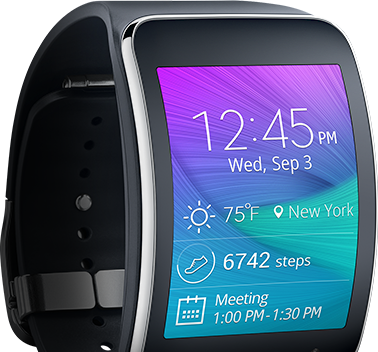 12:45 PM
Wed, Sep 3
75°F New York
6742 steps
Meeting
1:00 PM - 1:30 PM